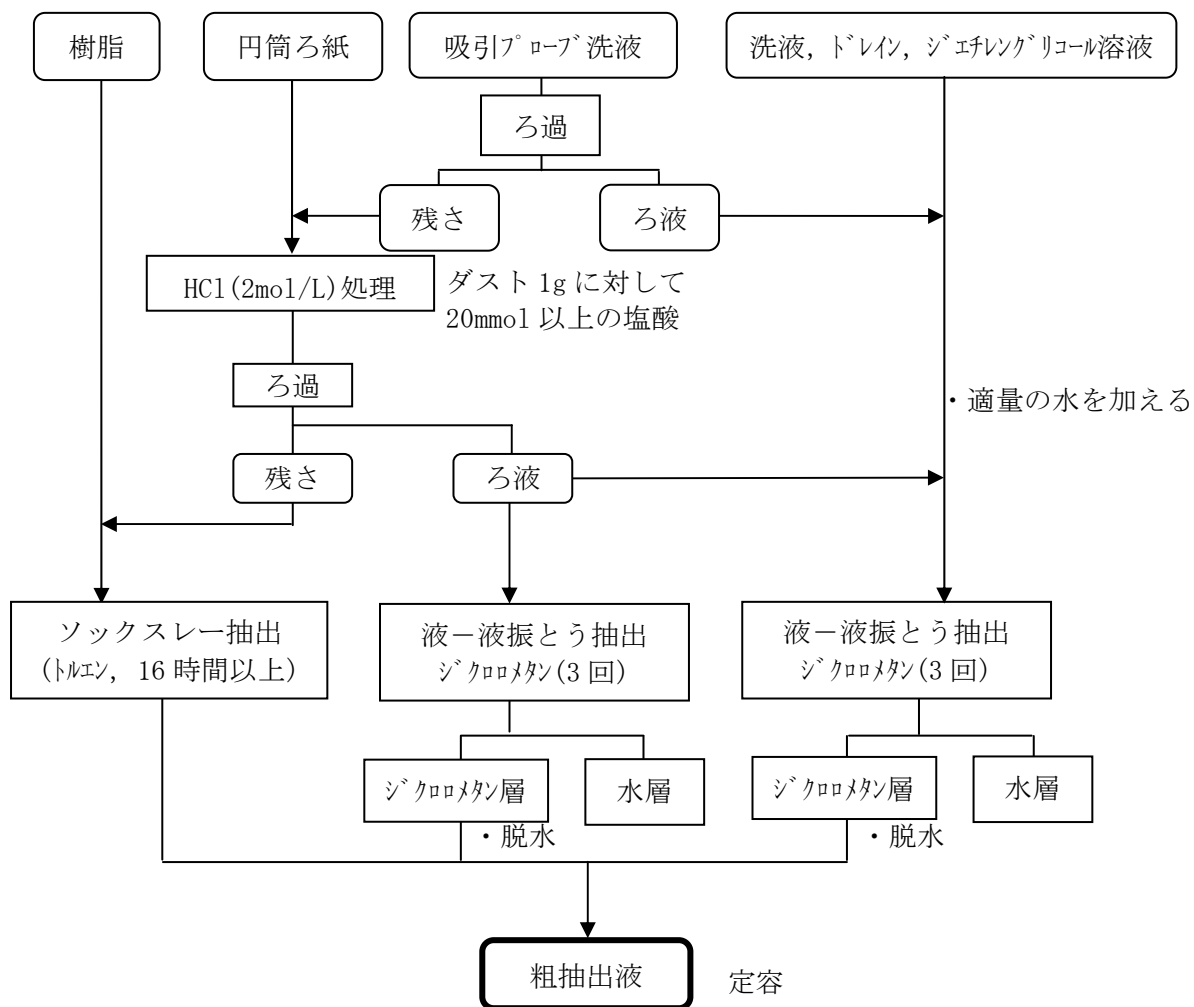 樹脂
円筒ろ紙
吸引プローブ洗液
洗液, ドレイン, ジエチレングリコール溶液
ろ過
残さ
ろ液
HCl(2mol/L)処理
ダスト 1g に対して
20mmol 以上の塩酸
ろ過
・適量の水を加える
残さ
ろ液
ソックスレー抽出
(トルエン, 16 時間以上)
液－液振とう抽出
ジクロロメタン(3 回)
液－液振とう抽出
ジクロロメタン(3 回)
ジクロロメタン層
水層
ジクロロメタン層
水層
・脱水
・脱水
粗抽出液
定容